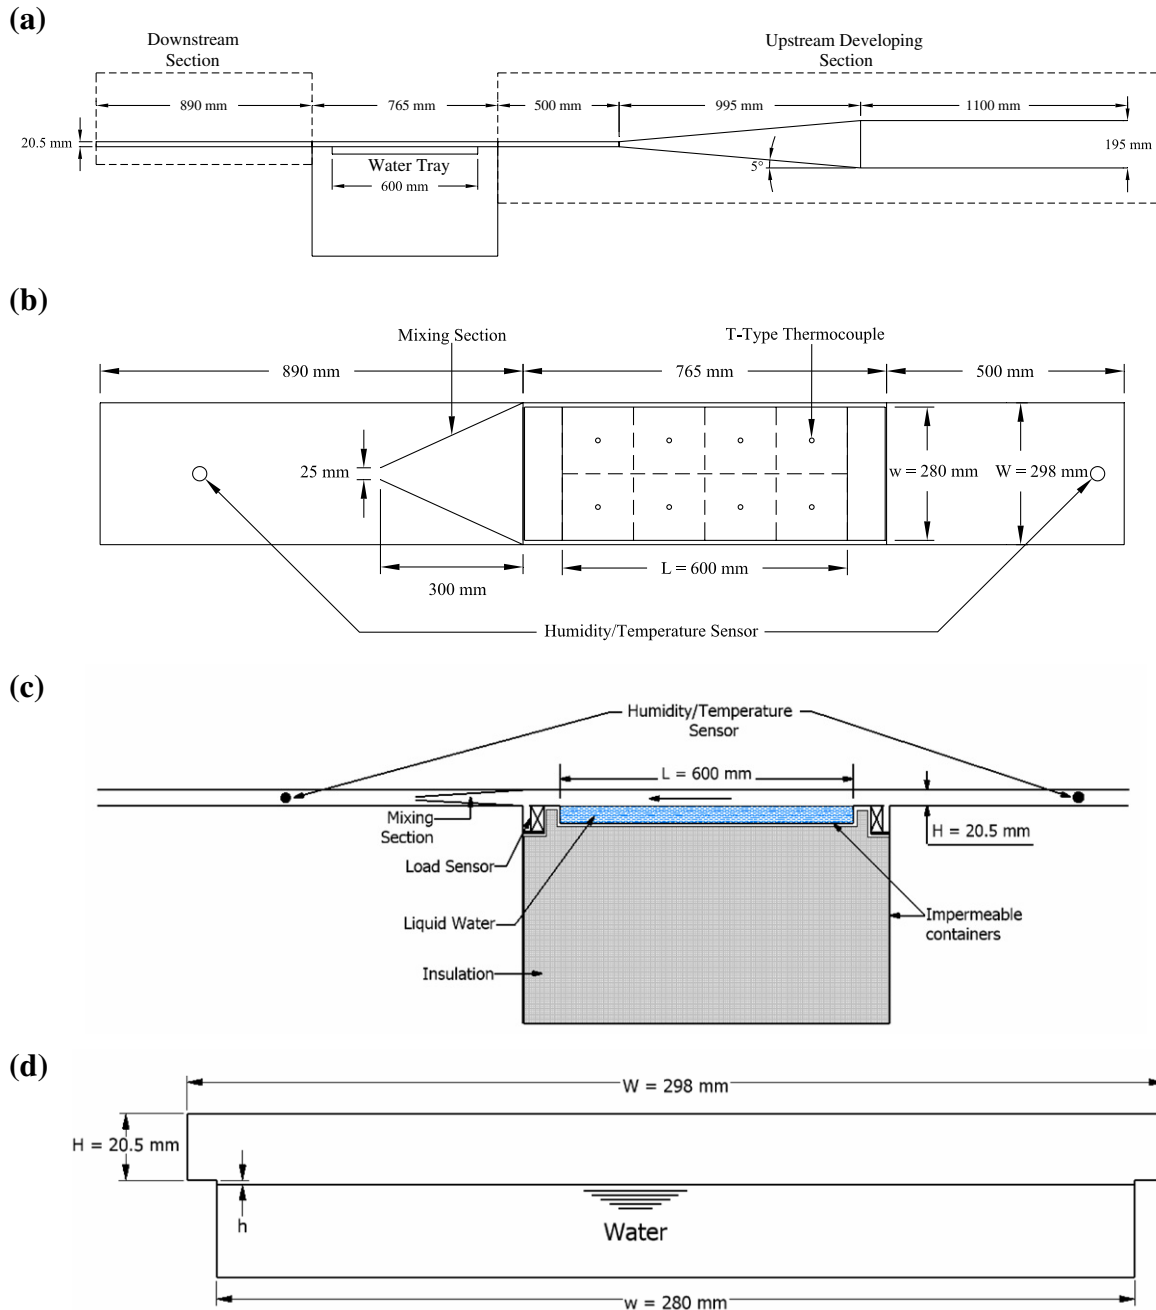 (a)
Downstream
Section
Upstream Developing
Section
890 mm
765 mm
500 mm
995 mm
1100 mm
20.5 mm
195 mm
Water Tray
5°
600 mm
(b)
Mixing Section
T-Type Thermocouple
890 mm
765 mm
500 mm
25 mm
w = 280 mm
W = 298 mm
300 mm
L = 600 mm
Humidity/Temperature Sensor
(c)
Humidity/Temperature
Sensor
L = 600 mm
Mixing
Section
H = 20.5 mm
Load Sensor
Liquid Water
Impermeable
containers
Insulation
(d)
W = 298 mm
H = 20.5 mm
h
Water
w = 280 mm